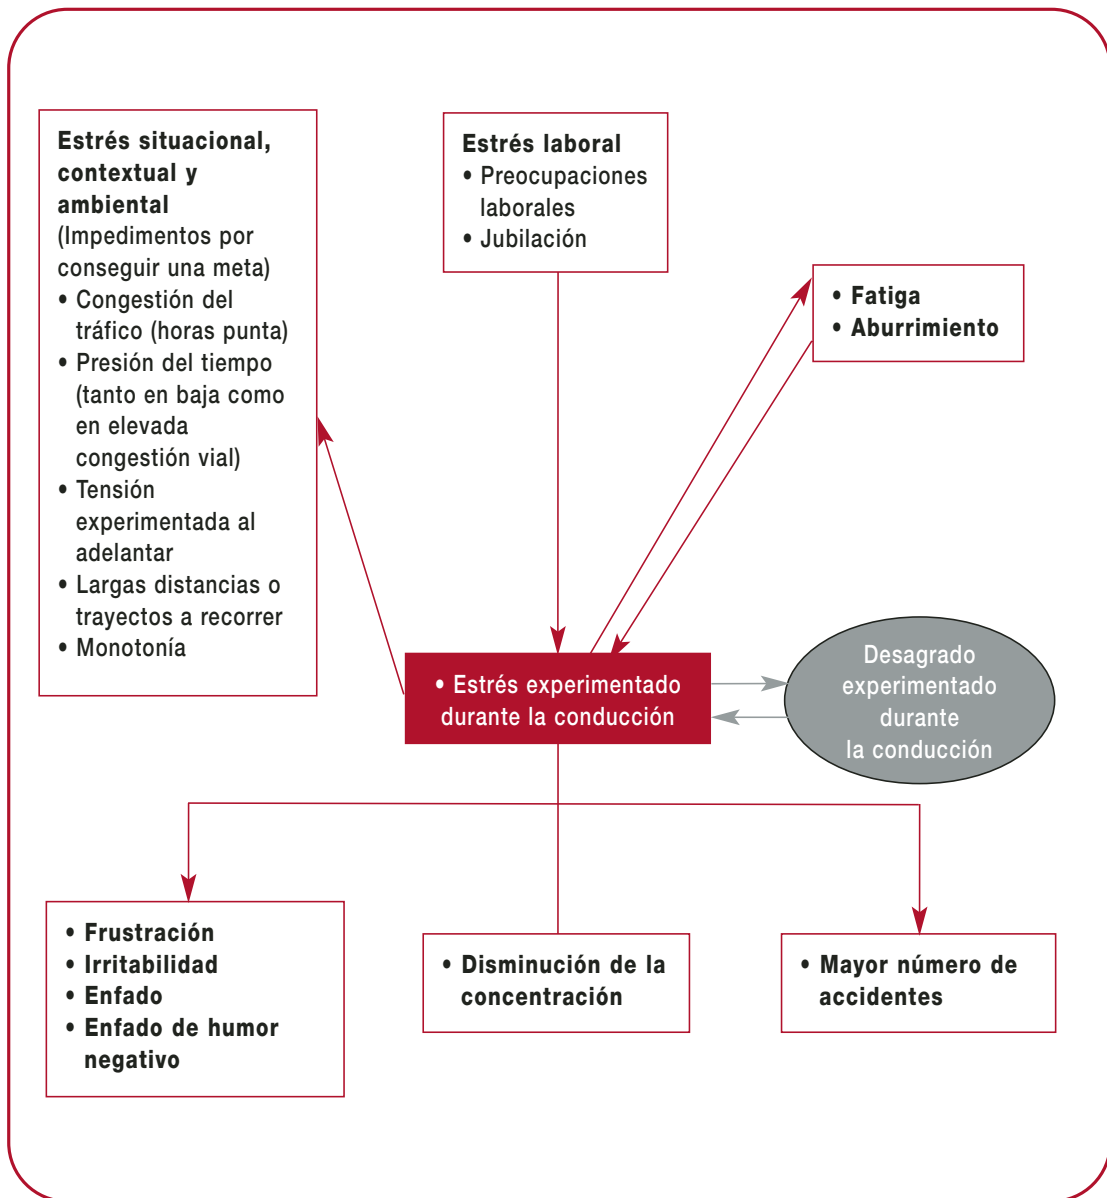 Estrés situacional,
contextual y
ambiental
(Impedimentos por
conseguir una meta)
• Congestión del
tráfico (horas punta)
• Presión del tiempo
(tanto en baja como
en elevada
congestión vial)
• Tensión
experimentada al
adelantar
• Largas distancias o
trayectos a recorrer
• Monotonía
Estrés laboral
• Preocupaciones
laborales
• Jubilación
• Fatiga
• Aburrimiento
• Estrés experimentado
durante la conducción
Desagrado
experimentado
durante
la conducción
• Frustración
• Irritabilidad
• Enfado
• Enfado de humor
negativo
• Disminución de la
concentración
• Mayor número de
accidentes